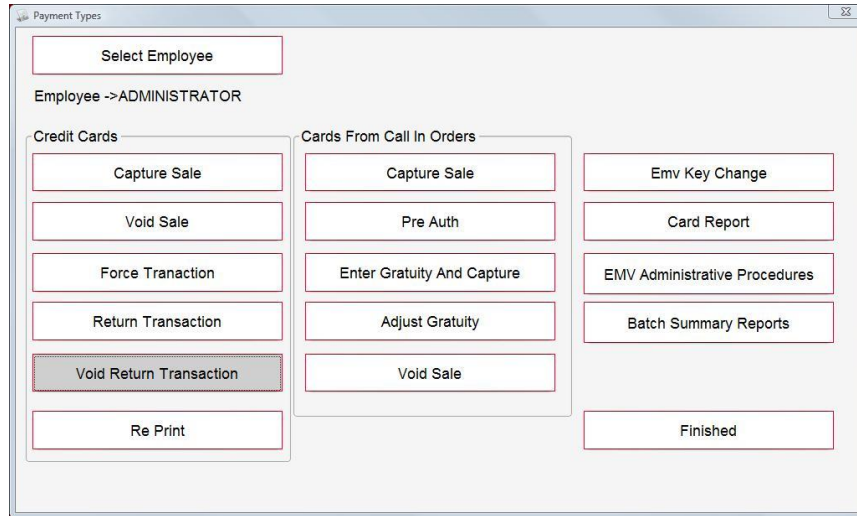 Payment Types
Select Employee
Employee ->ADMINISTRATOR
Credit Cards
Capture Sale
Void Sale
Force Tranaction
Return Transaction
Void Return Transaction
Re Print
Cards From Call In Orders
Capture Sale
Pre Auth
Enter Gratuity And Capture
Adjust Gratuity
Void Sale
Emv Key Change
Card Report
EMV Administrative Procedures
Batch Summary Reports
Finished